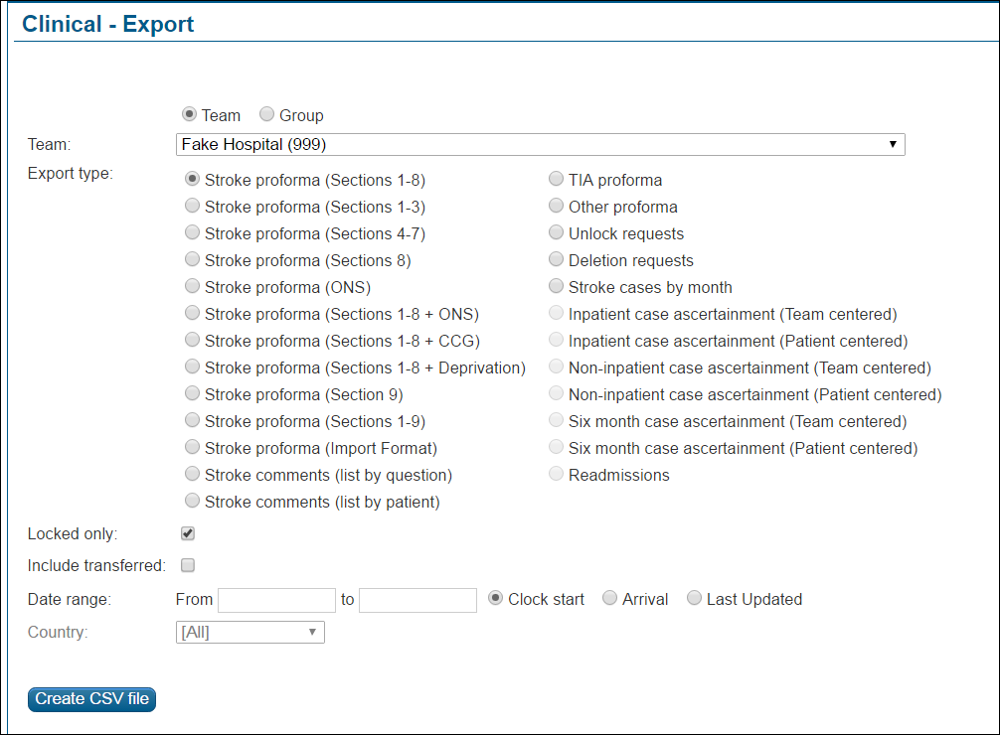 Clinical - Export
Team Group
Team: Fake Hospital (999)
Export type:
Stroke proforma (Sections 1-8)
Stroke proforma (Sections 1-3)
Stroke proforma (Sections 4-7)
Stroke proforma (Sections 8)
Stroke proforma (ONS)
Stroke proforma (Sections 1-8 + ONS)
Stroke proforma (Sections 1-8 + CCG)
Stroke proforma (Sections 1-8 + Deprivation)
Stroke proforma (Section 9)
Stroke proforma (Sections 1-9)
Stroke proforma (Import Format)
Stroke comments (list by question)
Stroke comments (list by patient)
TIA proforma
Other proforma
Unlock requests
Deletion requests
Stroke cases by month
Inpatient case ascertainment (Team centered)
Inpatient case ascertainment (Patient centered)
Non-inpatient case ascertainment (Team centered)
Non-inpatient case ascertainment (Patient centered)
Six month case ascertainment (Team centered)
Six month case ascertainment (Patient centered)
Readmissions
Locked only:
Include transferred:
Date range: From to Clock start Arrival Last Updated
Country: [All]
Create CSV file